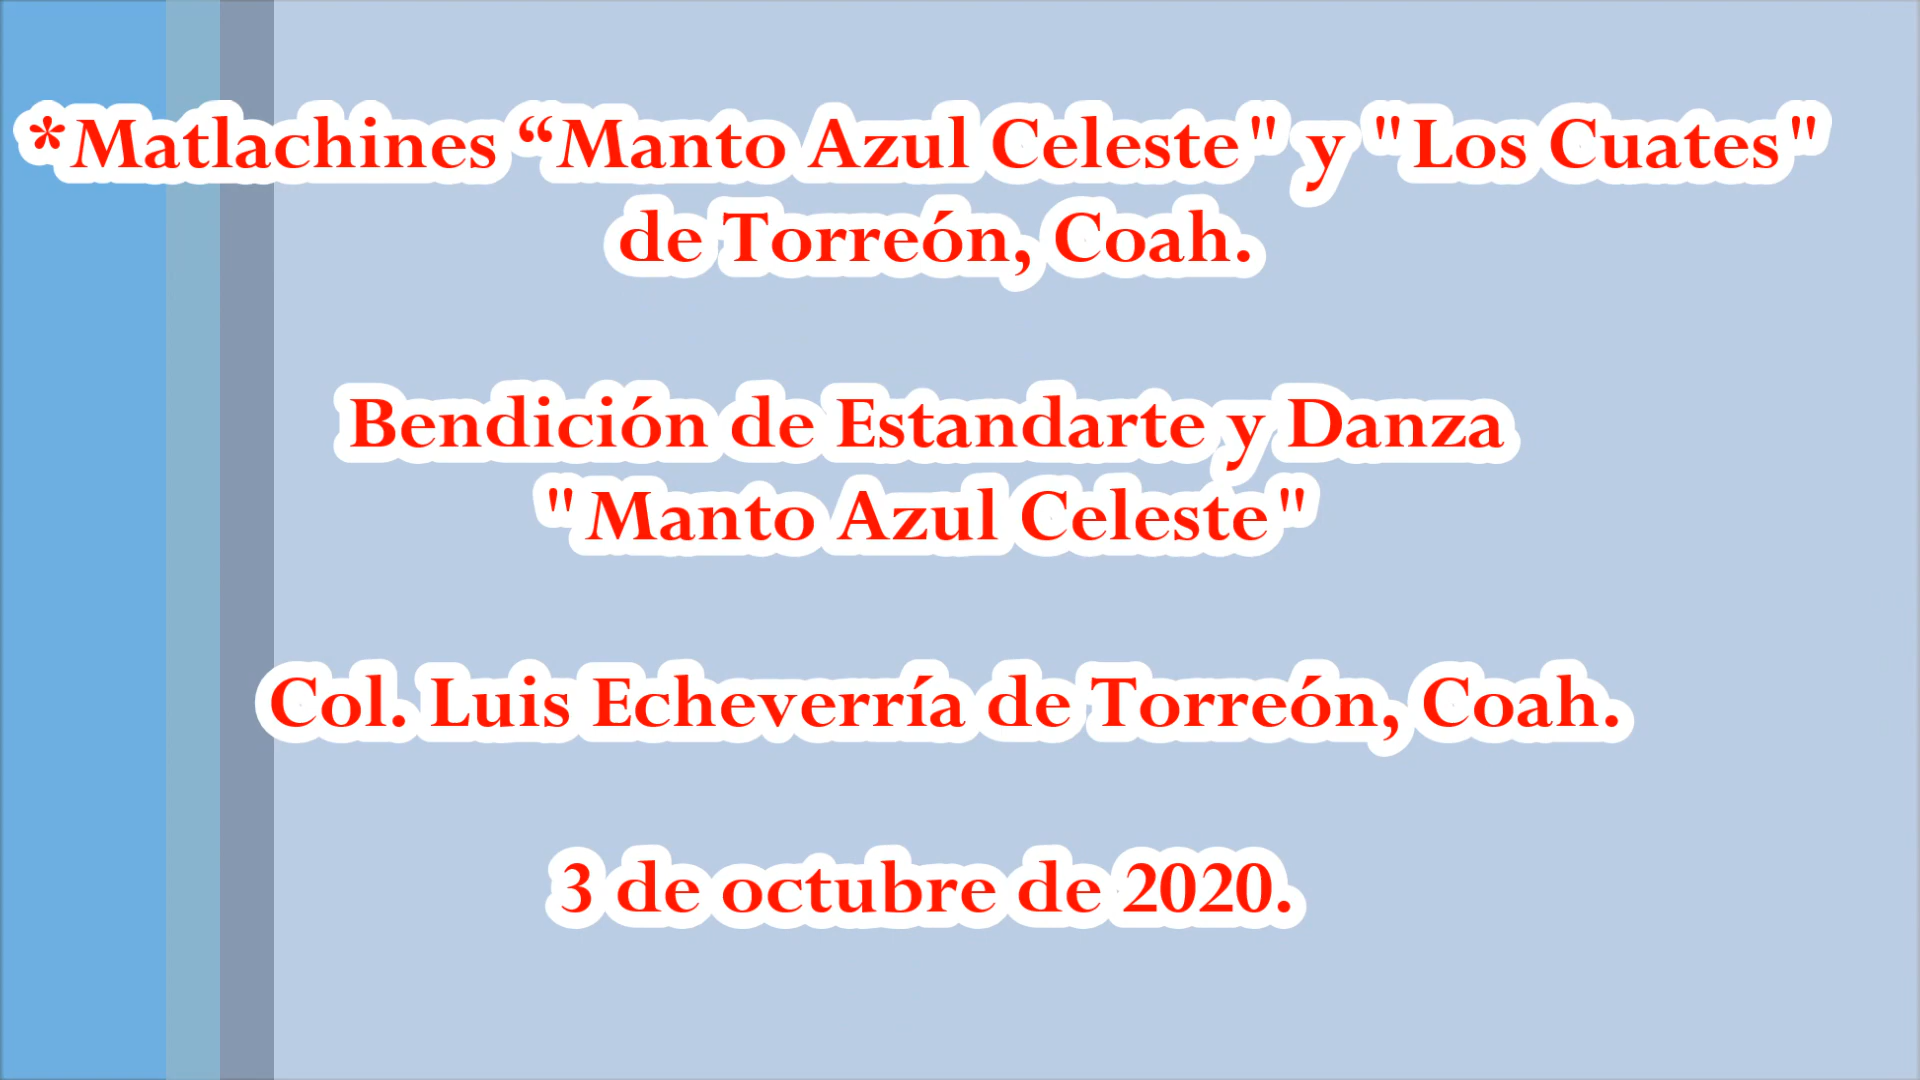 *Matlachines “Manto Azul Celeste" y "Los Cuates"
de Torreón, Coah.
Bendición de Estandarte y Danza
"Manto Azul Celeste"
Col. Luis Echeverría de Torreón, Coah.
3 de octubre de 2020.